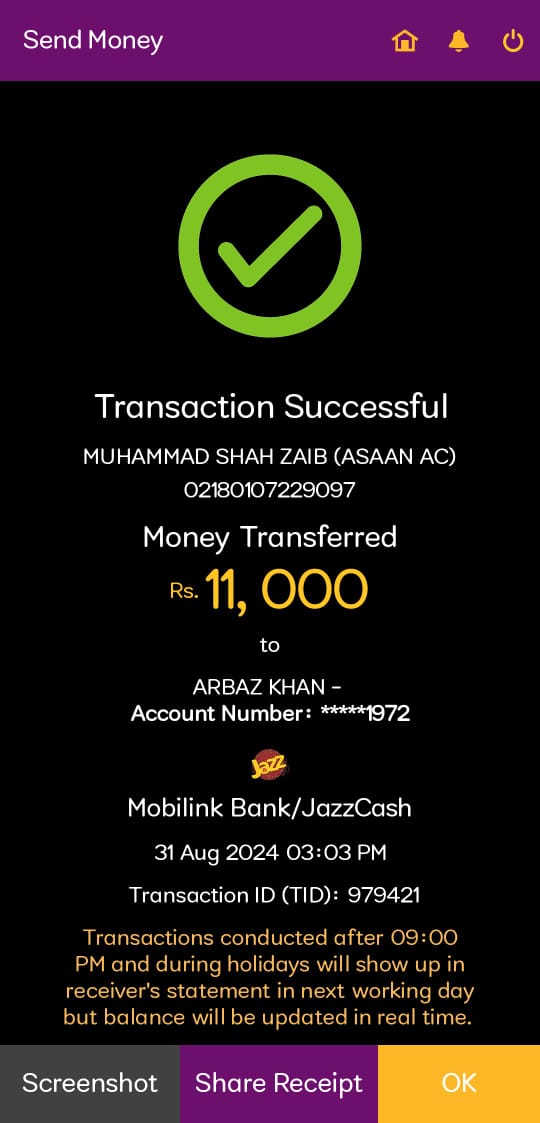 Send Money
Transaction Successful
MUHAMMAD SHAH ZAIB (ASAAN AC)
02180107229097
Money Transferred
Rs. 11, 000
to
ARBAZ KHAN -
Account Number: *****1972
Jazz
Mobilink Bank/JazzCash
31 Aug 2024 03:03 PM
Transaction ID (TID): 979421
Transactions conducted after 09:00
PM and during holidays will show up in
receiver's statement in next working day
but balance will be updated in real time.
Screenshot
Share Receipt
OK